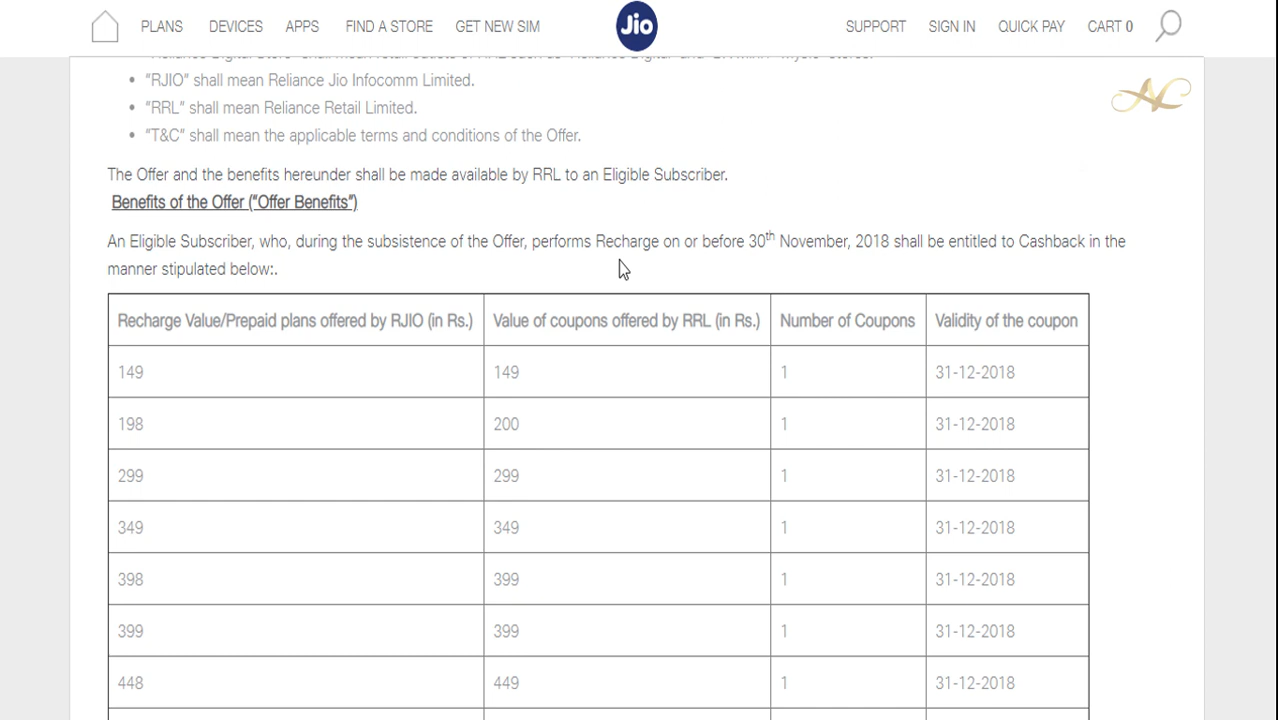 PLANS DEVICES APPS FIND A STORE GET NEW SIM Jio SUPPORT SIGN IN QUICK PAY CART 0
• “RJIO” shall mean Reliance Jio Infocomm Limited.
• “RRL” shall mean Reliance Retail Limited.
• “T&C” shall mean the applicable terms and conditions of the Offer.
The Offer and the benefits hereunder shall be made available by RRL to an Eligible Subscriber.
Benefits of the Offer (“Offer Benefits”)
An Eligible Subscriber, who, during the subsistence of the Offer, performs Recharge on or before 30th November, 2018 shall be entitled to Cashback in the
manner stipulated below:.
Recharge Value/Prepaid plans offered by RJIO (in Rs.) Value of coupons offered by RRL (in Rs.) Number of Coupons Validity of the coupon
149 149 1 31-12-2018
198 200 1 31-12-2018
299 299 1 31-12-2018
349 349 1 31-12-2018
398 399 1 31-12-2018
399 399 1 31-12-2018
448 449 1 31-12-2018